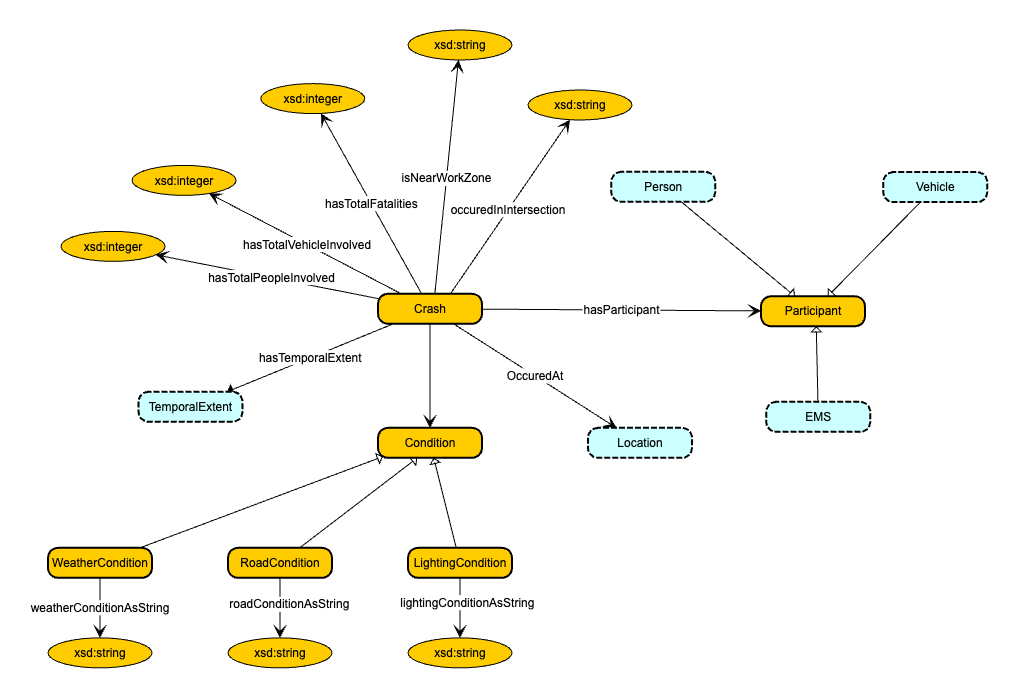 xsd:string
xsd:integer
xsd:string
xsd:integer
isNearWorkZone
Person
Vehicle
hasTotalFatalities
occuredInIntersection
xsd:integer
hasTotalVehicleInvolved
hasTotalPeopleInvolved
Crash
hasParticipant
Participant
hasTemporalExtent
OccuredAt
TemporalExtent
EMS
Condition
Location
WeatherCondition
RoadCondition
LightingCondition
weatherConditionAsString
roadConditionAsString
lightingConditionAsString
xsd:string
xsd:string
xsd:string